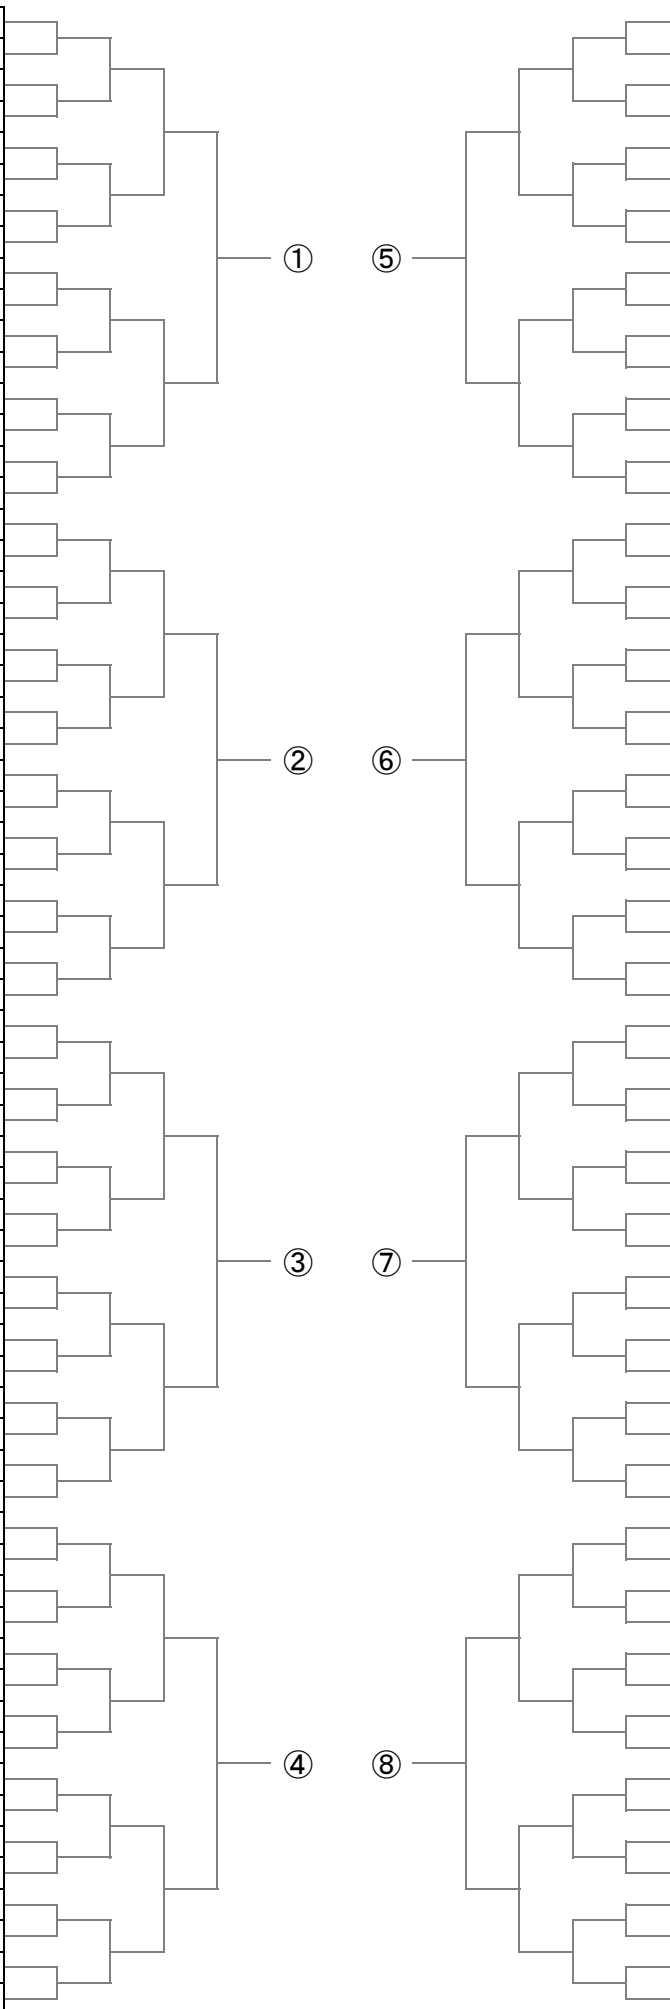 ① ⑤
② ⑥
③ ⑦
④ ⑧